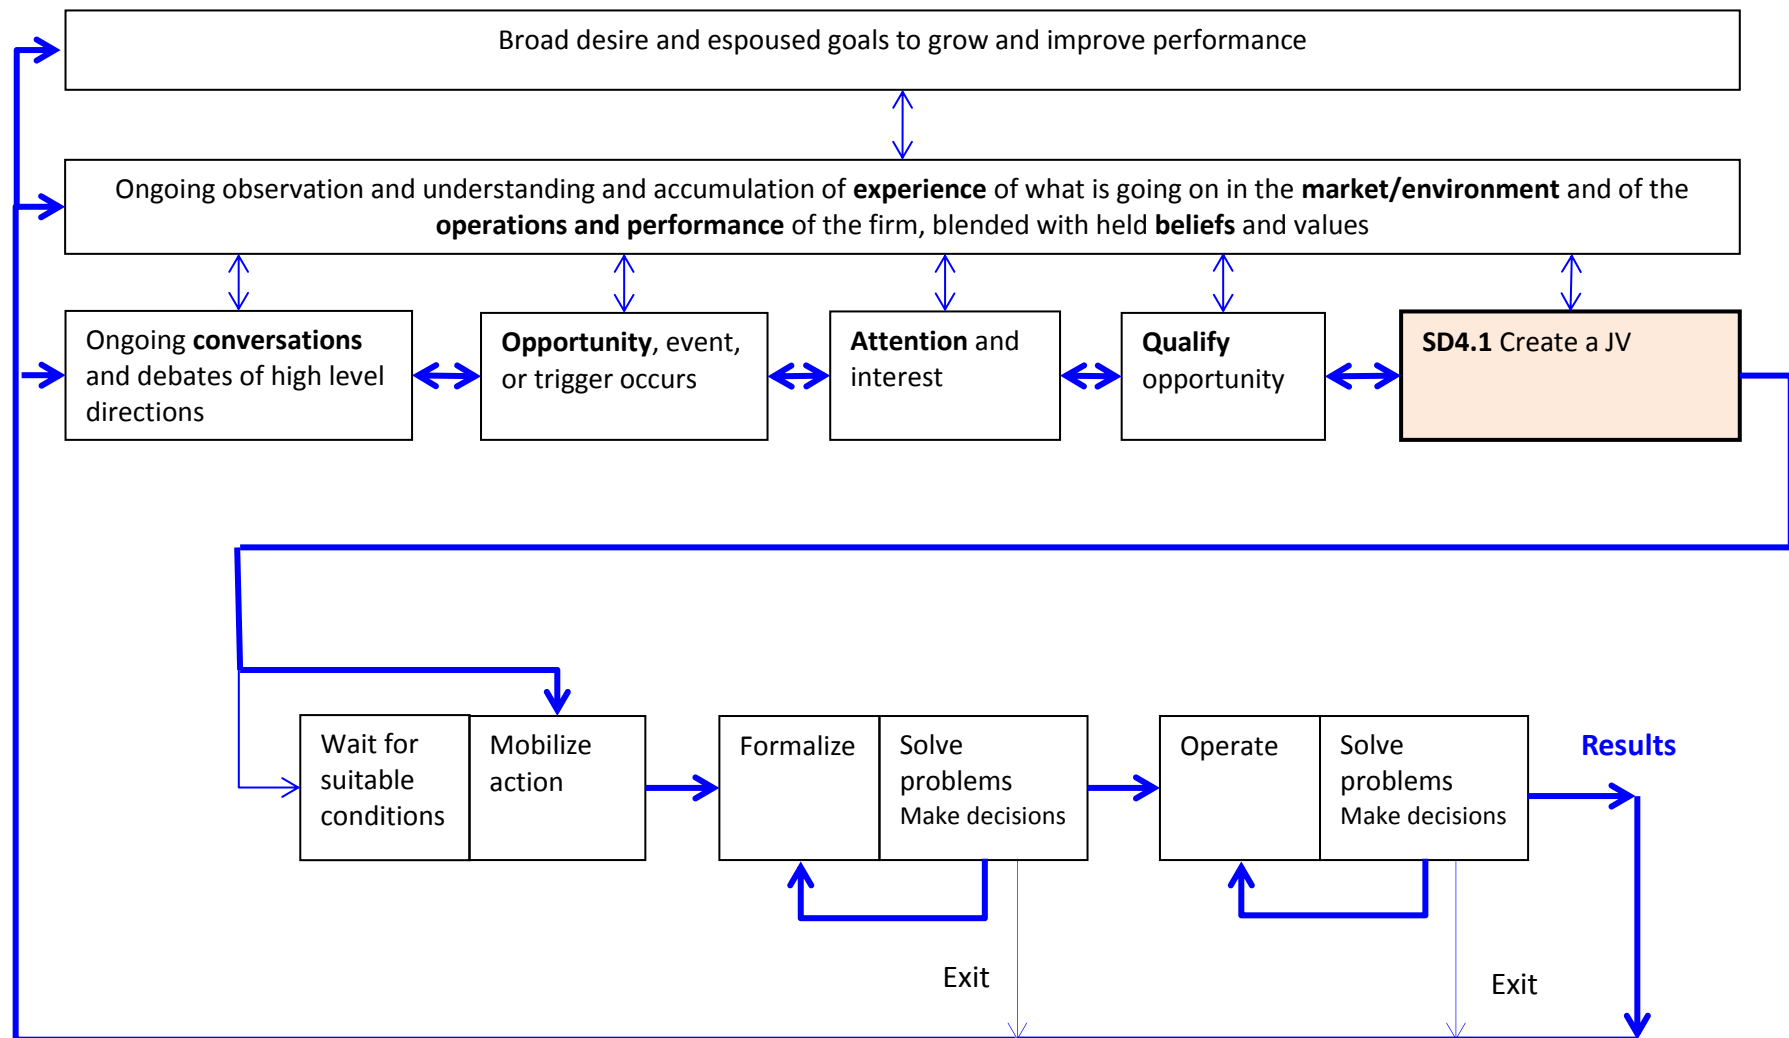 Broad desire and espoused goals to grow and improve performance
Ongoing observation and understanding and accumulation of experience of what is going on in the market/environment and of the
operations and performance of the firm, blended with held beliefs and values
Ongoing conversations
and debates of high level
directions
Opportunity, event,
or trigger occurs
Attention and
interest
Qualify
opportunity
SD4.1 Create a JV
Wait for
suitable
conditions
Mobilize
action
Formalize
Solve
problems
Make decisions
Operate
Solve
problems
Make decisions
Results
Exit
Exit